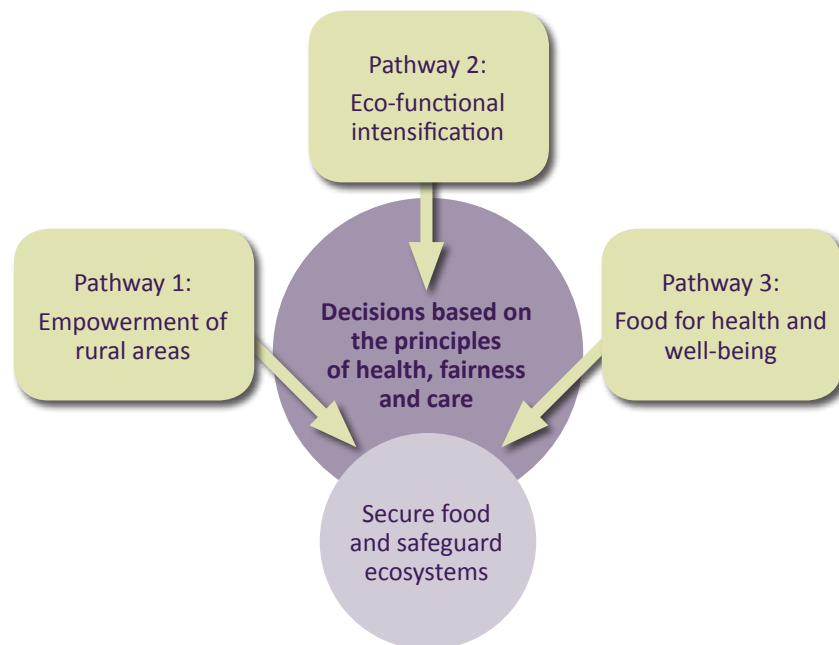 Pathway 2:
Eco-functional
intensification
Pathway 1:
Empowerment of
rural areas
Decisions based on
the principles
of health, fairness
and care
Pathway 3:
Food for health and
well-being
Secure food
and safeguard
ecosystems